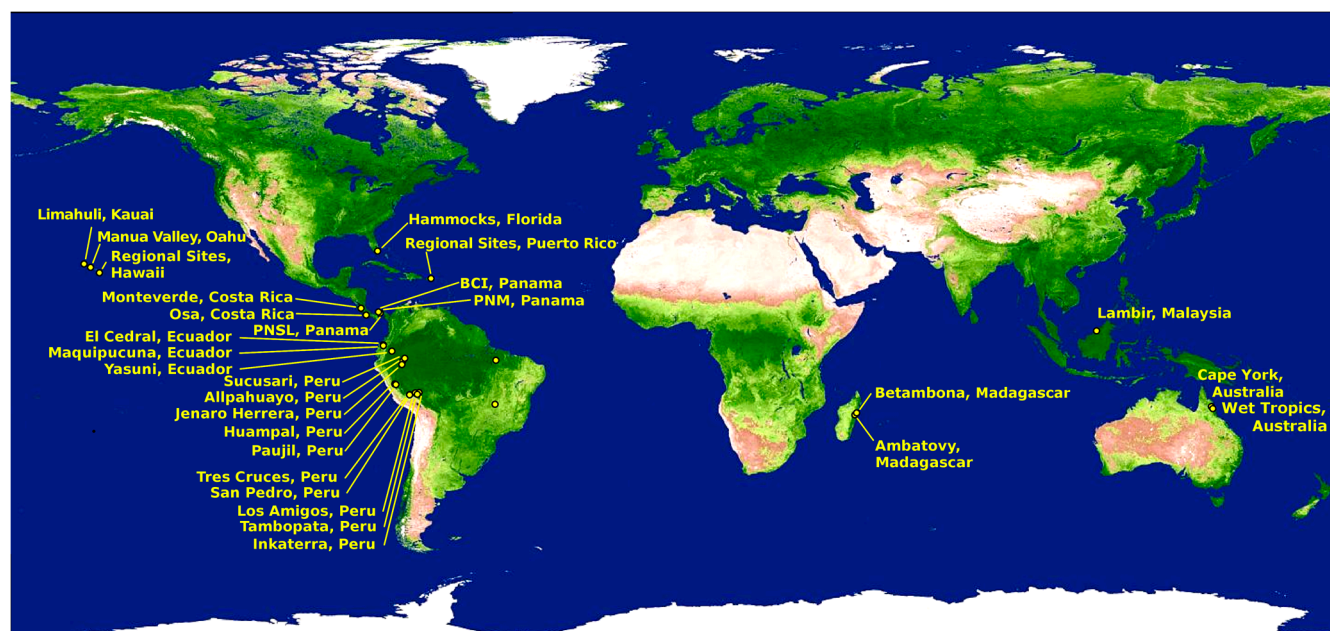 Limahuli, Kauai
Manua Valley, Oahu
Regional Sites,
Hawaii
Hammocks, Florida
Regional Sites, Puerto Rico
BCI, Panama
PNM, Panama
Monteverde, Costa Rica
Osa, Costa Rica
PNSL, Panama
El Cedral, Ecuador
Maquipucuna, Ecuador
Yasuni, Ecuador
Sucusari, Peru
Allpahuayo, Peru
Jenaro Herrera, Peru
Huampal, Peru
Paujil, Peru
Tres Cruces, Peru
San Pedro, Peru
Los Amigos, Peru
Tambopata, Peru
Inkaterra, Peru
Betambona, Madagascar
Ambatovy,
Madagascar
Lambir, Malaysia
Cape York,
Australia
Wet Tropics,
Australia